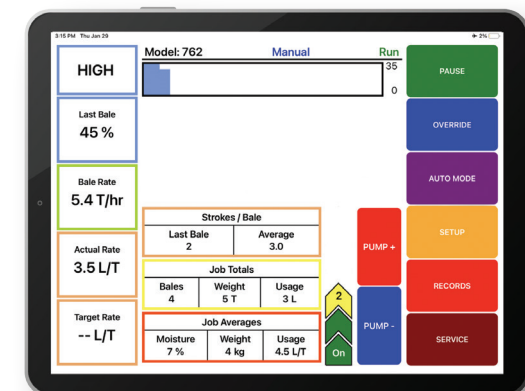 3:15 PM Thu Jan 29
2%
HIGH
Model: 762
Manual
Run
35
0
PAUSE
Last Bale
45 %
OVERRIDE
Bale Rate
5.4 T/hr
AUTO MODE
Strokes / Bale
Last Bale
2
Average
3.0
Actual Rate
3.5 L/T
PUMP +
SETUP
Job Totals
Bales
4
Weight
5 T
Usage
3 L
2
RECORDS
Target Rate
-- L/T
Job Averages
Moisture
7 %
Weight
4 kg
Usage
4.5 L/T
On
PUMP -
SERVICE